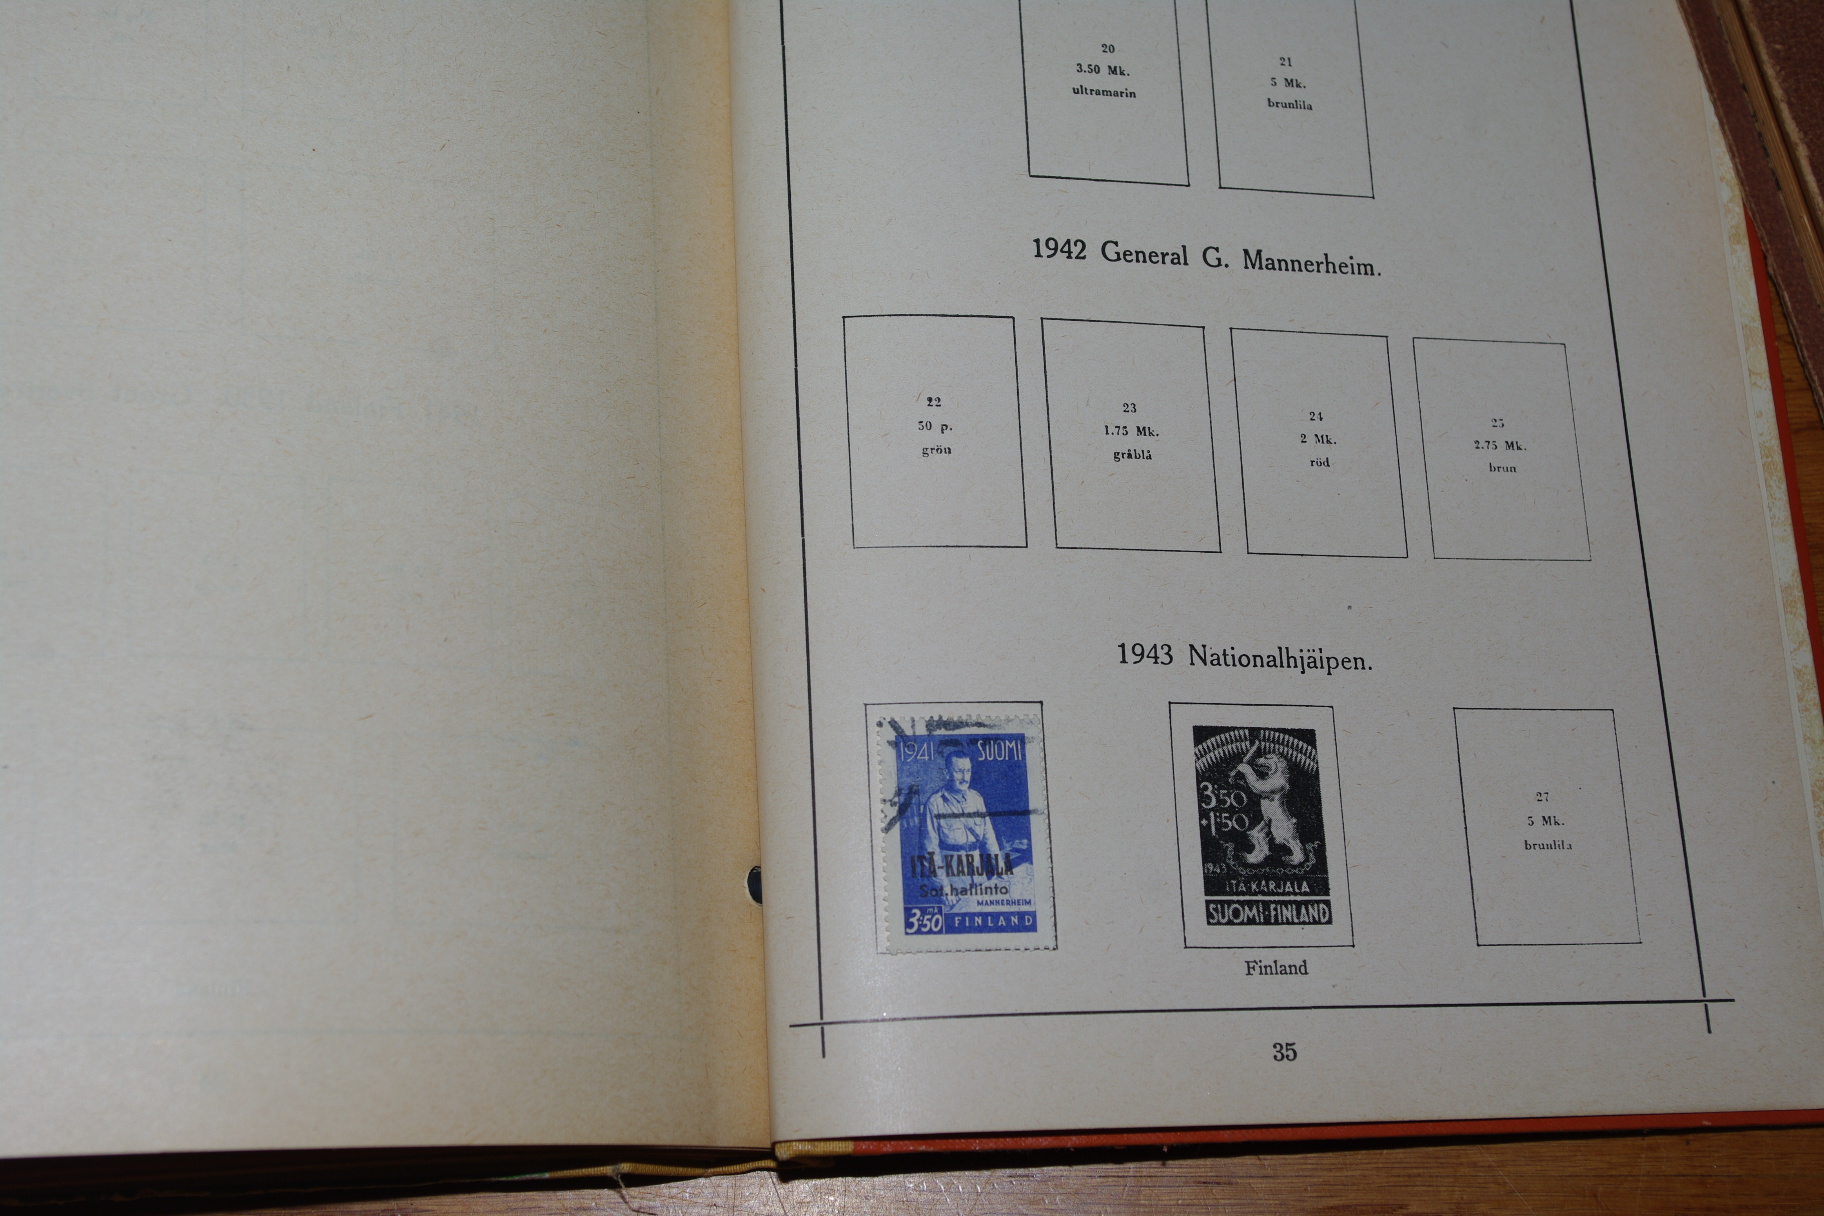 20
3.50 Mk.
ultramarin
21
5 Mk.
brunlila
1942 General G. Mannerheim.
22
50 p.
grön
23
1.75 Mk.
gråblå
24
2 Mk.
röd
25
2.75 Mk.
brun
1943 Nationalhjälpen.
1941 SUOMI
ITÄ-KARJALA
Sot.hallinto
MANNERHEIM
3:50 mk FINLAND
3:50
+1:50
1943
ITÄ-KARJALA
SUOMI-FINLAND
Finland
27
5 Mk.
brunlila
35